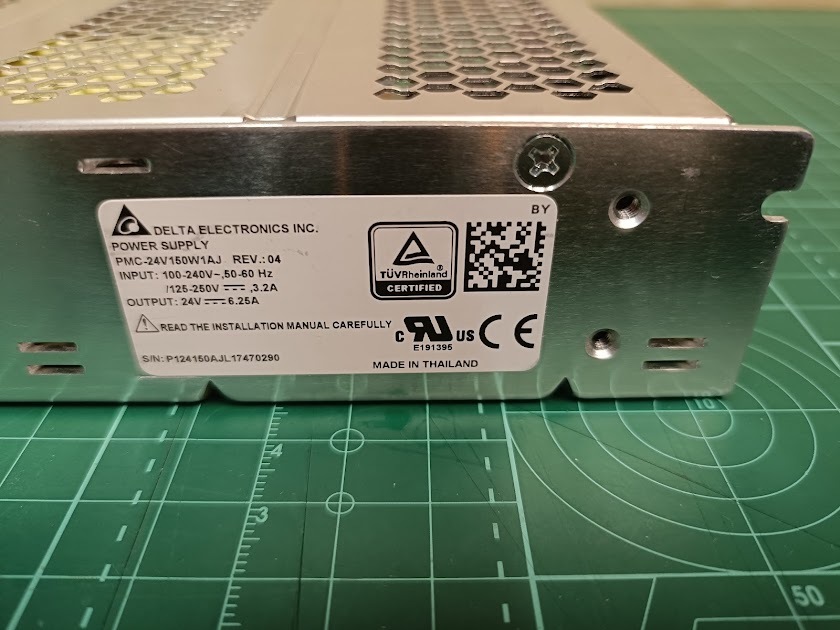 BY
DELTA ELECTRONICS INC.
POWER SUPPLY
PMC-24V150W1AJ REV.: 04
INPUT: 100-240V~,50-60 Hz
/125-250V ⎓ ,3.2A
OUTPUT: 24V ⎓ 6.25A
TÜVRheinland®
CERTIFIED
READ THE INSTALLATION MANUAL CAREFULLY
c RU US CE
E191395
S/N: P124150AJL17470290
MADE IN THAILAND
10
4
3
50